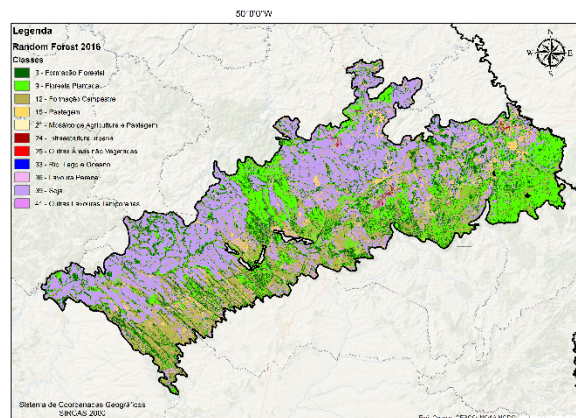 50°0'0"W
Legenda
Random Forest 2016
Classes
3 - Formação Florestal
9 - Floresta Plantada
12 - Formação Campestre
15 - Pastagem
21 - Mosaico de Agricultura e Pastagem
24 - Infraestrutura Urbana
25 - Outras Áreas não Vegetadas
33 - Rio, Lago e Oceano
36 - Lavoura Perene
39 - Soja
41 - Outras Lavouras Temporárias
N
W
E
S
Sistema de Coordenadas Geográficas
SIRGAS 2000